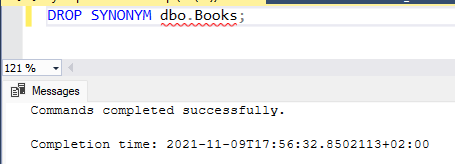 DROP SYNONYM dbo.Books;
121 %
Messages
Commands completed successfully.
Completion time: 2021-11-09T17:56:32.8502113+02:00